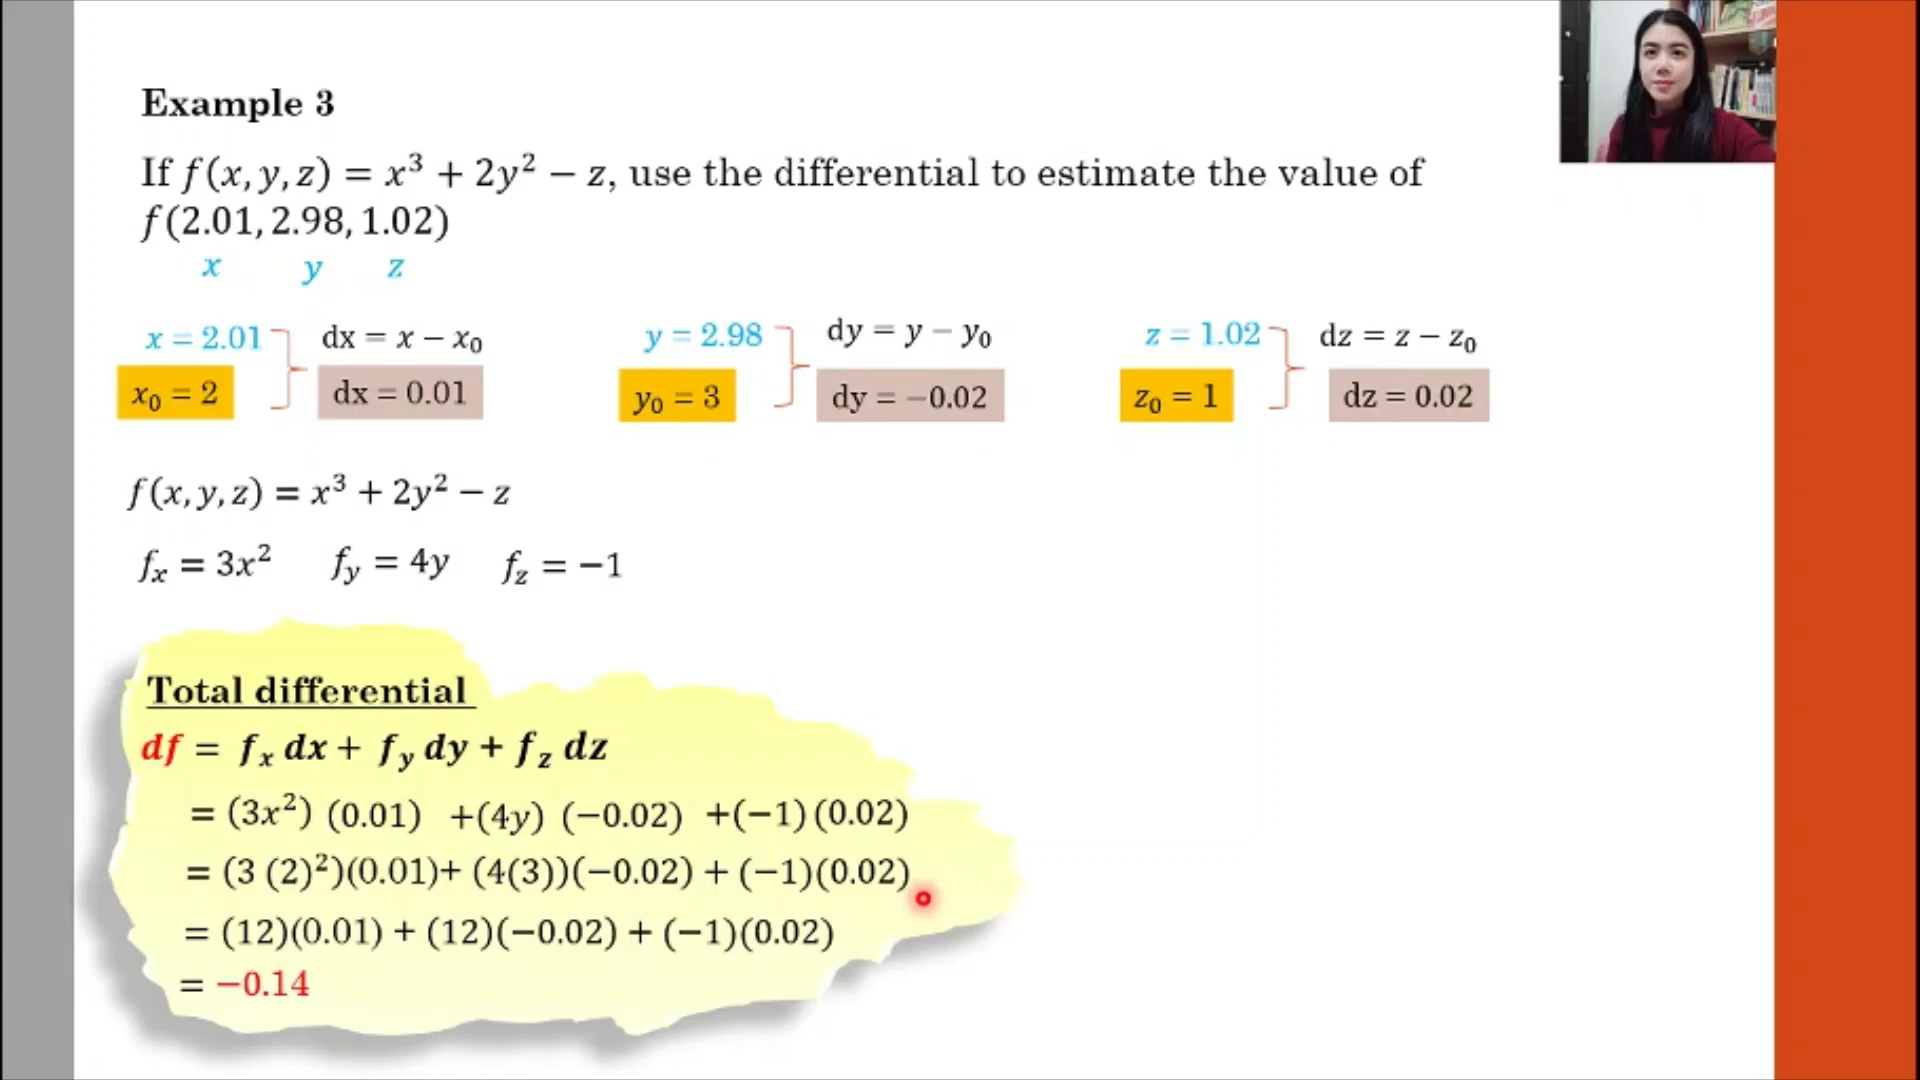 Example 3
If f(x, y, z) = x³ + 2y² − z, use the differential to estimate the value of
f(2.01, 2.98, 1.02)
x y z
x = 2.01 dx = x − x₀ y = 2.98 dy = y − y₀ z = 1.02 dz = z − z₀
x₀ = 2 dx = 0.01 y₀ = 3 dy = −0.02 z₀ = 1 dz = 0.02
f(x, y, z) = x³ + 2y² − z
fₓ = 3x² f_y = 4y f_z = −1
Total differential
df = fₓ dx + f_y dy + f_z dz
= (3x²) (0.01) +(4y) (−0.02) +(−1)(0.02)
= (3 (2)²)(0.01)+ (4(3))(−0.02) + (−1)(0.02)
= (12)(0.01) + (12)(−0.02) + (−1)(0.02)
= −0.14